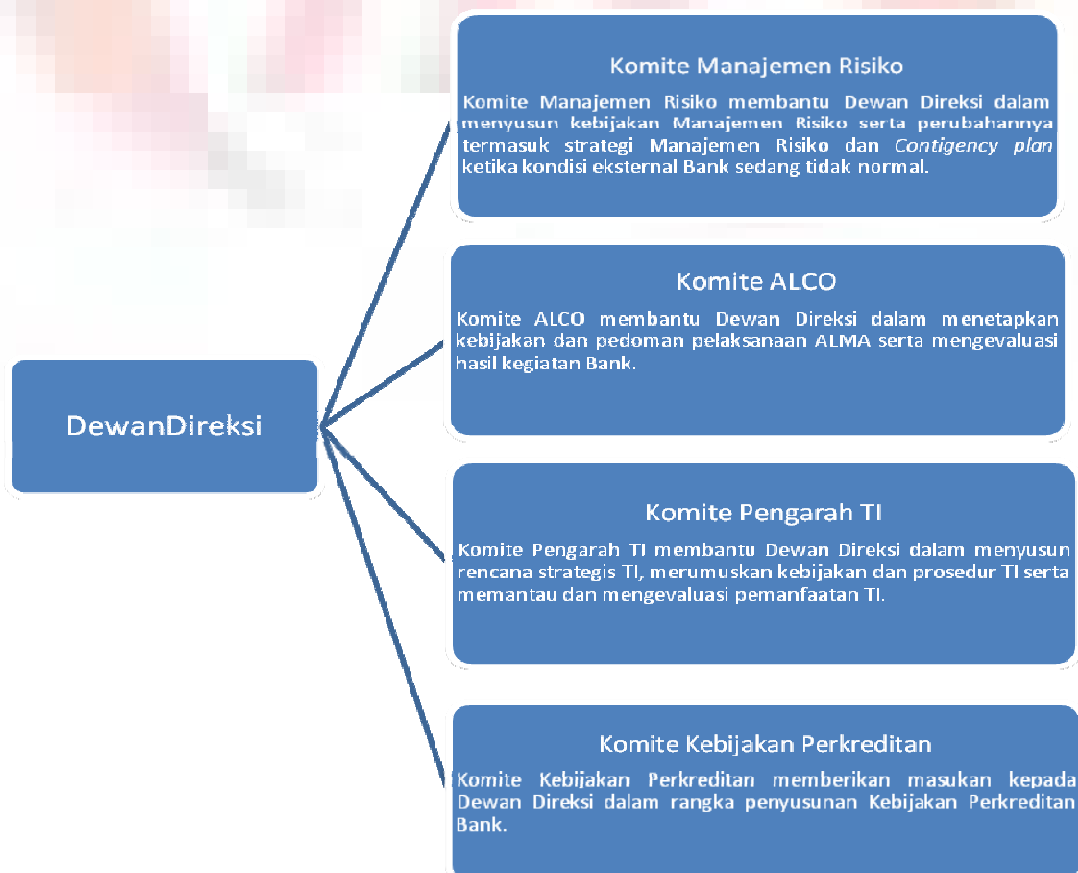 Komite Manajemen Risiko
Komite Manajemen Risiko membantu Dewan Direksi dalam
menyusun kebijakan Manajemen Risiko serta perubahannya
termasuk strategi Manajemen Risiko dan Contigency plan
ketika kondisi eksternal Bank sedang tidak normal.
Komite ALCO
Komite ALCO membantu Dewan Direksi dalam menetapkan
kebijakan dan pedoman pelaksanaan ALMA serta mengevaluasi
hasil kegiatan Bank.
DewanDireksi
Komite Pengarah TI
Komite Pengarah TI membantu Dewan Direksi dalam menyusun
rencana strategis TI, merumuskan kebijakan dan prosedur TI serta
memantau dan mengevaluasi pemanfaatan TI.
Komite Kebijakan Perkreditan
Komite Kebijakan Perkreditan memberikan masukan kepada
Dewan Direksi dalam rangka penyusunan Kebijakan Perkreditan
Bank.